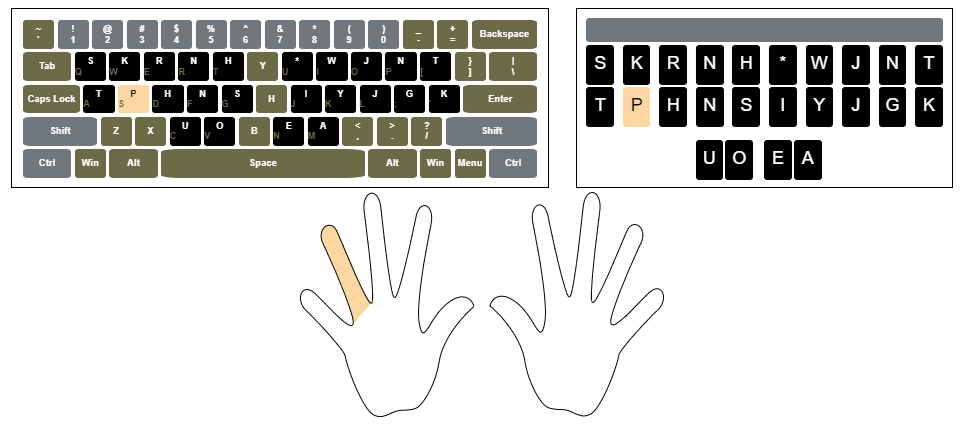 ~ ! @ # $ % ^ & * ( ) _ +
` 1 2 3 4 5 6 7 8 9 0 - = Backspace
Tab S K R N H Y * W J N T } |
Q W E R T U I O P [ ] \
Caps Lock T P H N S H I Y J G K Enter
A S D F G J K L ; '
Shift Z X U O B E A < > ? Shift
C V N M , . /
Ctrl Win Alt Space Alt Win Menu Ctrl
S K R N H * W J N T
T P H N S I Y J G K
U O E A